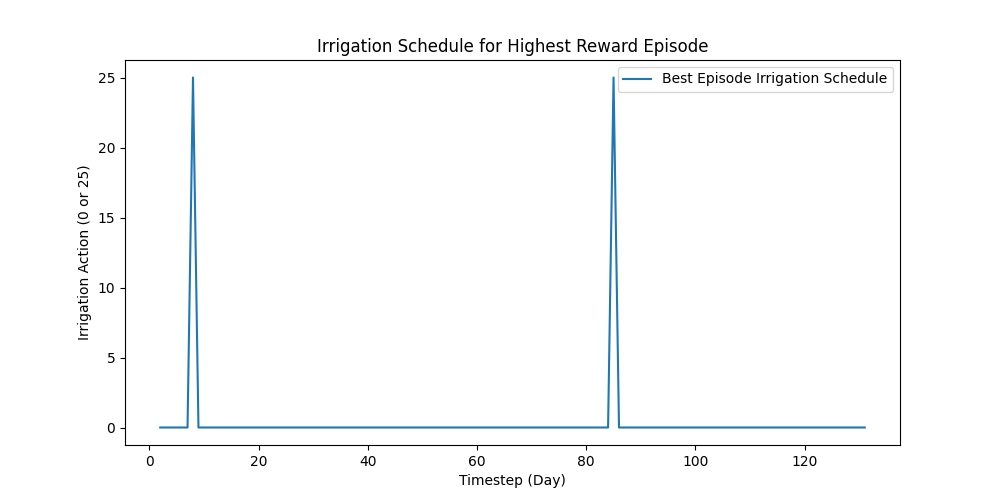 Irrigation Schedule for Highest Reward Episode
Best Episode Irrigation Schedule
Irrigation Action (0 or 25)
25
20
15
10
5
0
0 20 40 60 80 100 120
Timestep (Day)